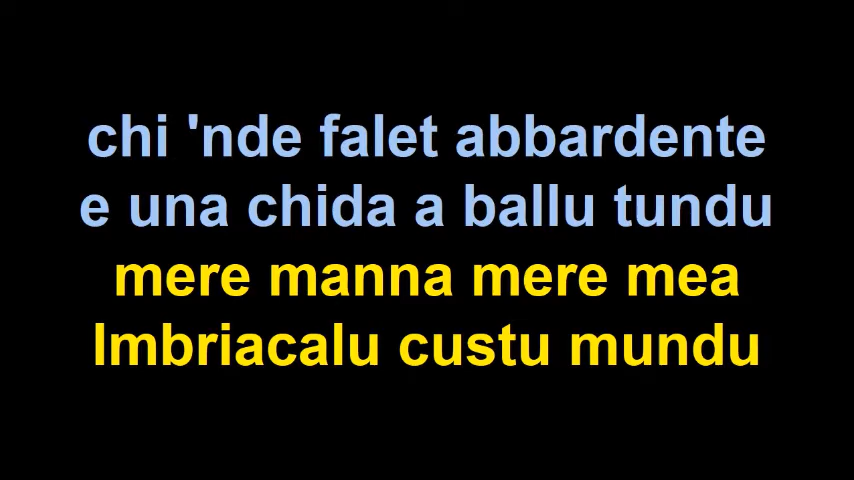 chi 'nde falet abbardente
e una chida a ballu tundu
mere manna mere mea
Imbriacalu custu mundu